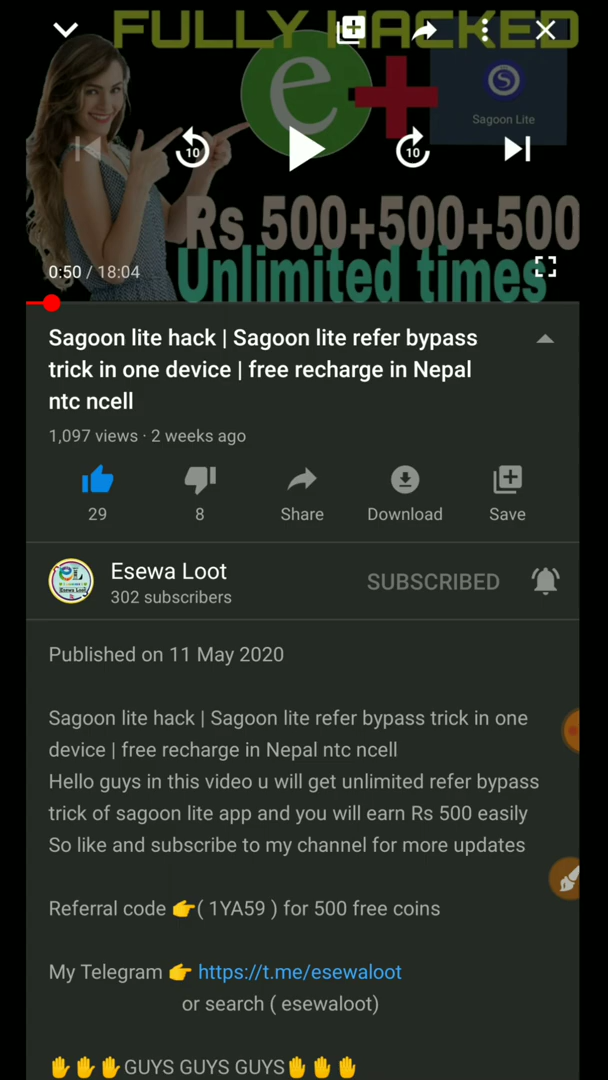 FULLY HACKED
e
Sagoon Lite
10
10
Rs 500+500+500
0:50 / 18:04
Unlimited times
Sagoon lite hack | Sagoon lite refer bypass
trick in one device | free recharge in Nepal
ntc ncell
1,097 views · 2 weeks ago
29
8
Share
Download
Save
Esewa Loot
302 subscribers
SUBSCRIBED
Published on 11 May 2020
Sagoon lite hack | Sagoon lite refer bypass trick in one
device | free recharge in Nepal ntc ncell
Hello guys in this video u will get unlimited refer bypass
trick of sagoon lite app and you will earn Rs 500 easily
So like and subscribe to my channel for more updates
Referral code 👉( 1YA59 ) for 500 free coins
My Telegram 👉 https://t.me/esewaloot
or search ( esewaloot)
✋✋✋GUYS GUYS GUYS✋✋✋